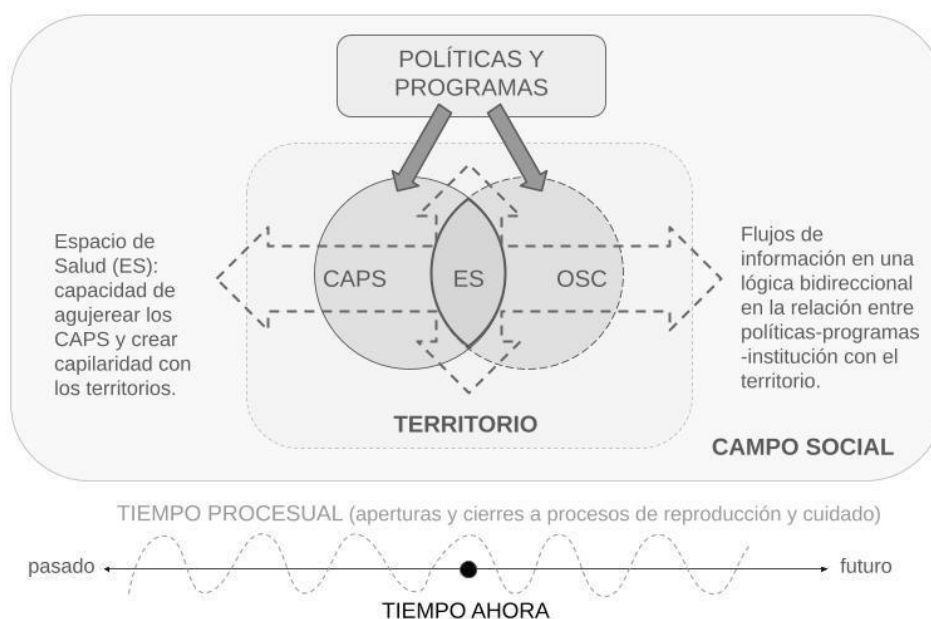 POLÍTICAS Y
PROGRAMAS
Espacio de
Salud (ES):
capacidad de
agujerear los
CAPS y crear
capilaridad con
los territorios.
CAPS
ES
OSC
Flujos de
información en una
lógica bidireccional
en la relación entre
políticas-programas
-institución con el
territorio.
TERRITORIO
CAMPO SOCIAL
TIEMPO PROCESUAL (aperturas y cierres a procesos de reproducción y cuidado)
pasado
futuro
TIEMPO AHORA